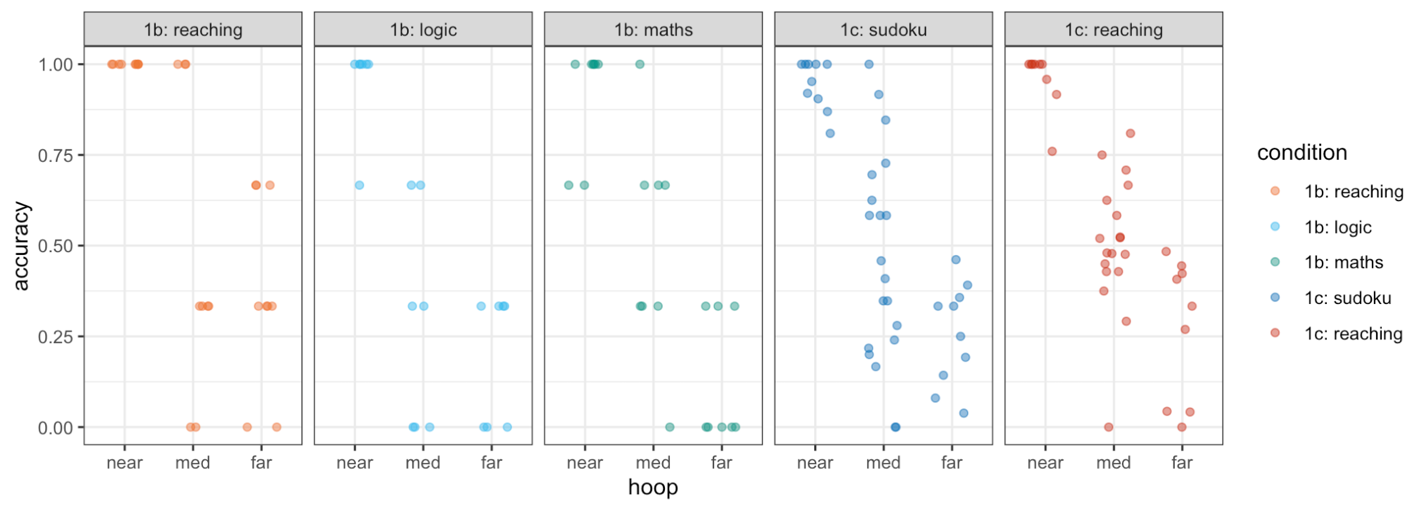 1b: reaching 1b: logic 1b: maths 1c: sudoku 1c: reaching
1.00
0.75
0.50
0.25
0.00
accuracy
near med far near med far near med far near med far near med far
hoop
condition
1b: reaching
1b: logic
1b: maths
1c: sudoku
1c: reaching